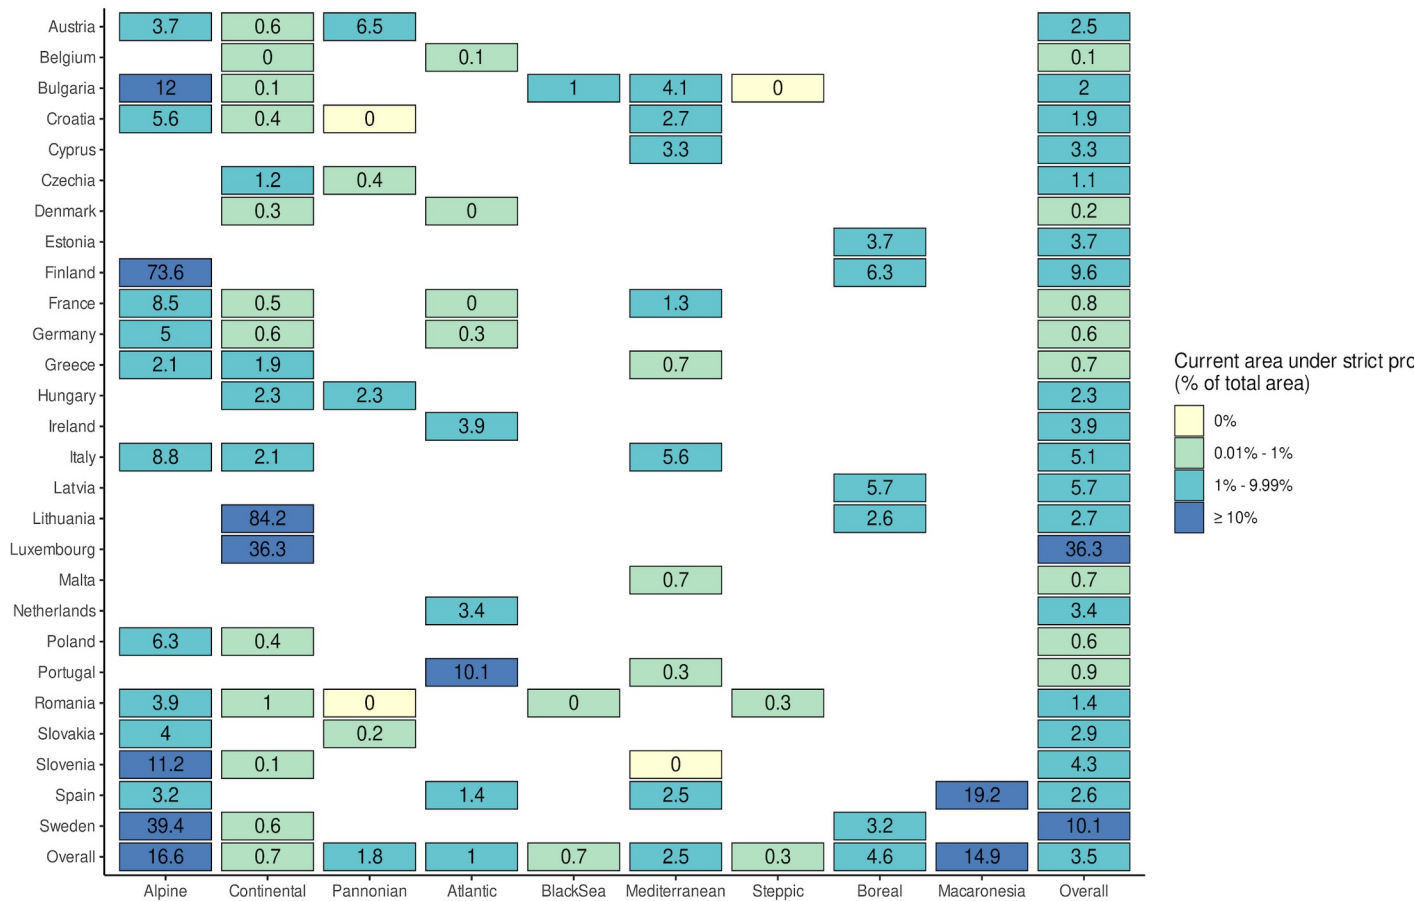 Austria 3.7 0.6 6.5 2.5
Belgium 0 0.1 0.1
Bulgaria 12 0.1 1 4.1 0 2
Croatia 5.6 0.4 0 2.7 1.9
Cyprus 3.3 3.3
Czechia 1.2 0.4 1.1
Denmark 0.3 0 0.2
Estonia 3.7 3.7
Finland 73.6 6.3 9.6
France 8.5 0.5 0 1.3 0.8
Germany 5 0.6 0.3 0.6
Greece 2.1 1.9 0.7 0.7
Hungary 2.3 2.3 2.3
Ireland 3.9 3.9
Italy 8.8 2.1 5.6 5.1
Latvia 5.7 5.7
Lithuania 84.2 2.6 2.7
Luxembourg 36.3 36.3
Malta 0.7 0.7
Netherlands 3.4 3.4
Poland 6.3 0.4 0.6
Portugal 10.1 0.3 0.9
Romania 3.9 1 0 0 0.3 1.4
Slovakia 4 0.2 2.9
Slovenia 11.2 0.1 0 4.3
Spain 3.2 1.4 2.5 19.2 2.6
Sweden 39.4 0.6 3.2 10.1
Overall 16.6 0.7 1.8 1 0.7 2.5 0.3 4.6 14.9 3.5
Alpine Continental Pannonian Atlantic BlackSea Mediterranean Steppic Boreal Macaronesia Overall
Current area under strict pro
(% of total area)
0%
0.01% - 1%
1% - 9.99%
≥ 10%